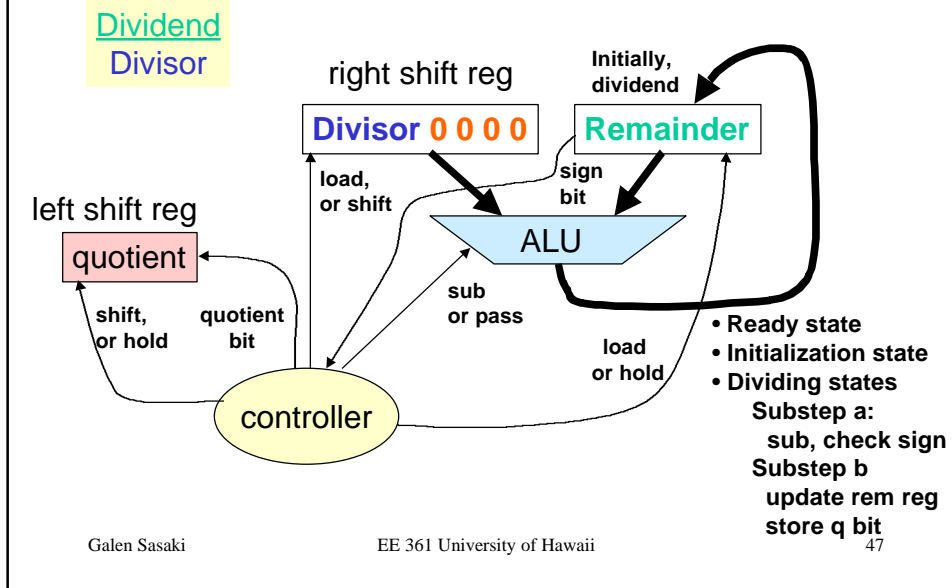 Dividend
Divisor
right shift reg
Initially,
dividend
Divisor 0 0 0 0
Remainder
load,
or shift
sign
bit
left shift reg
quotient
ALU
shift,
or hold
quotient
bit
sub
or pass
load
or hold
controller
• Ready state
• Initialization state
• Dividing states
Substep a:
sub, check sign
Substep b
update rem reg
store q bit
Galen Sasaki
EE 361 University of Hawaii
47